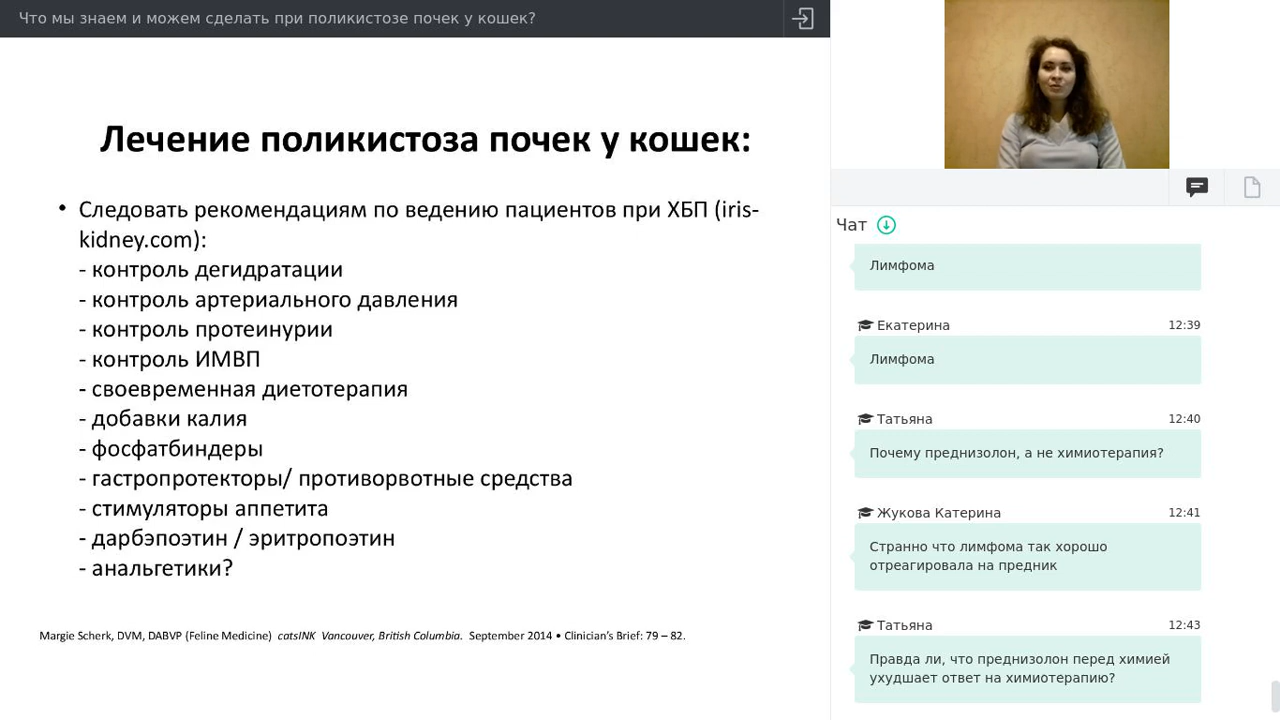 Что мы знаем и можем сделать при поликистозе почек у кошек?
Лечение поликистоза почек у кошек:
• Следовать рекомендациям по ведению пациентов при ХБП (iris-
kidney.com):
- контроль дегидратации
- контроль артериального давления
- контроль протеинурии
- контроль ИМВП
- своевременная диетотерапия
- добавки калия
- фосфатбиндеры
- гастропротекторы/ противорвотные средства
- стимуляторы аппетита
- дарбэпоэтин / эритропоэтин
- анальгетики?
Margie Scherk, DVM, DABVP (Feline Medicine) catsINK Vancouver, British Columbia. September 2014 • Clinician's Brief: 79 – 82.
Чат
Лимфома
Екатерина 12:39
Лимфома
Татьяна 12:40
Почему преднизолон, а не химиотерапия?
Жукова Катерина 12:41
Странно что лимфома так хорошо
отреагировала на предник
Татьяна 12:43
Правда ли, что преднизолон перед химией
ухудшает ответ на химиотерапию?